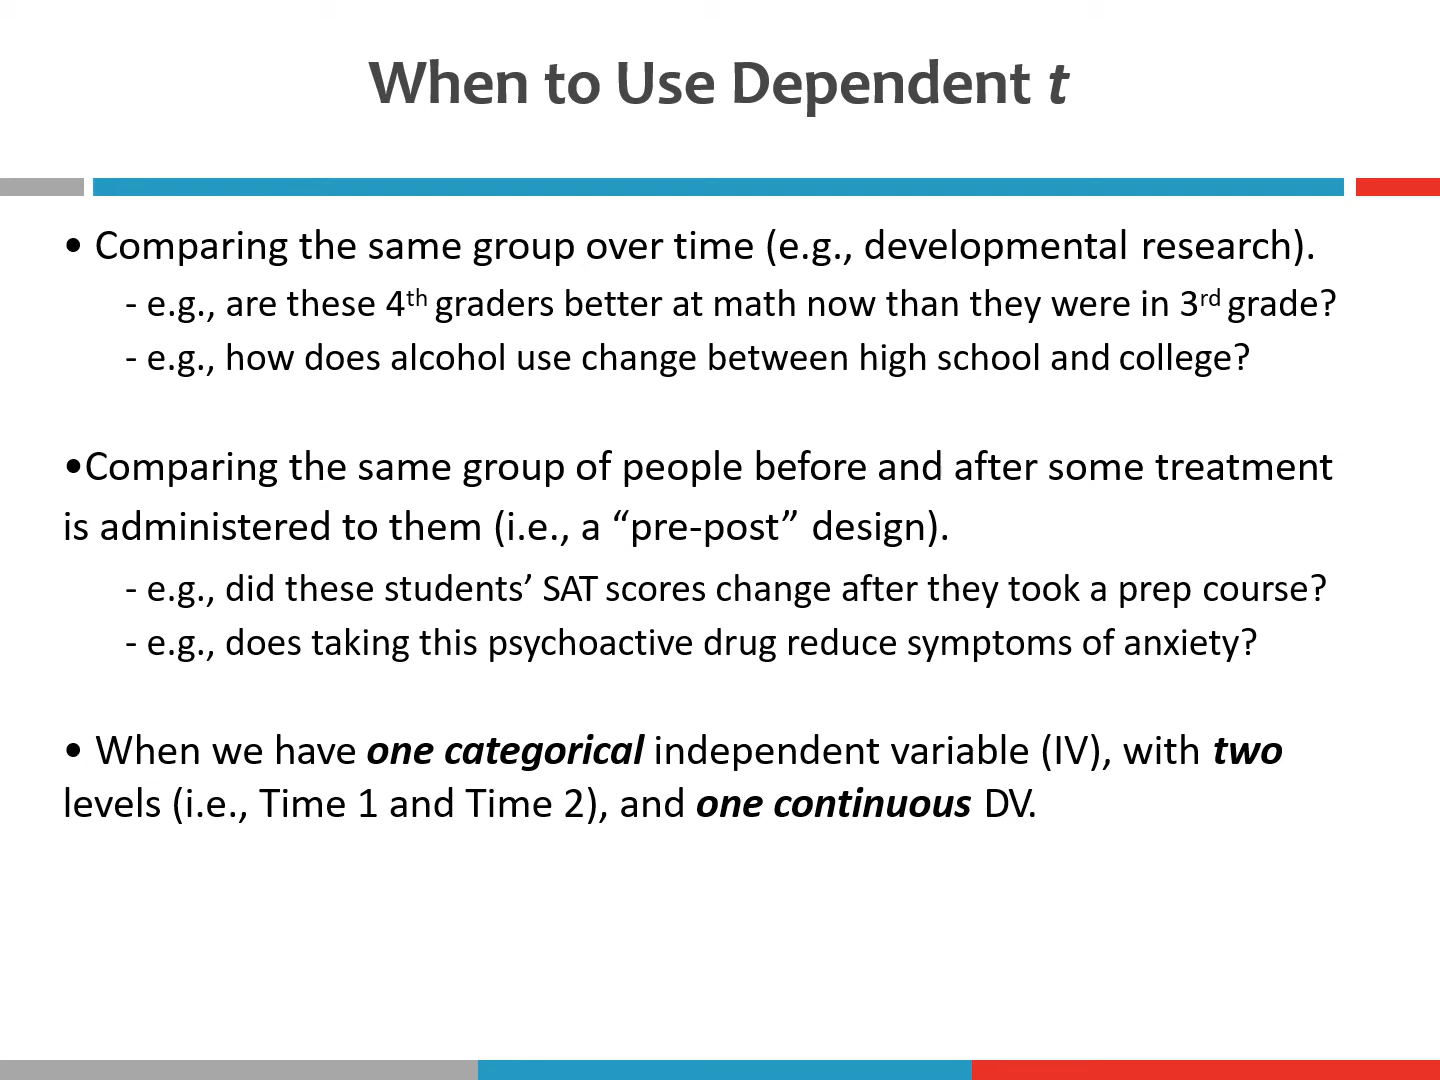 When to Use Dependent t
• Comparing the same group over time (e.g., developmental research).
- e.g., are these 4th graders better at math now than they were in 3rd grade?
- e.g., how does alcohol use change between high school and college?
•Comparing the same group of people before and after some treatment
is administered to them (i.e., a “pre-post” design).
- e.g., did these students’ SAT scores change after they took a prep course?
- e.g., does taking this psychoactive drug reduce symptoms of anxiety?
• When we have one categorical independent variable (IV), with two
levels (i.e., Time 1 and Time 2), and one continuous DV.